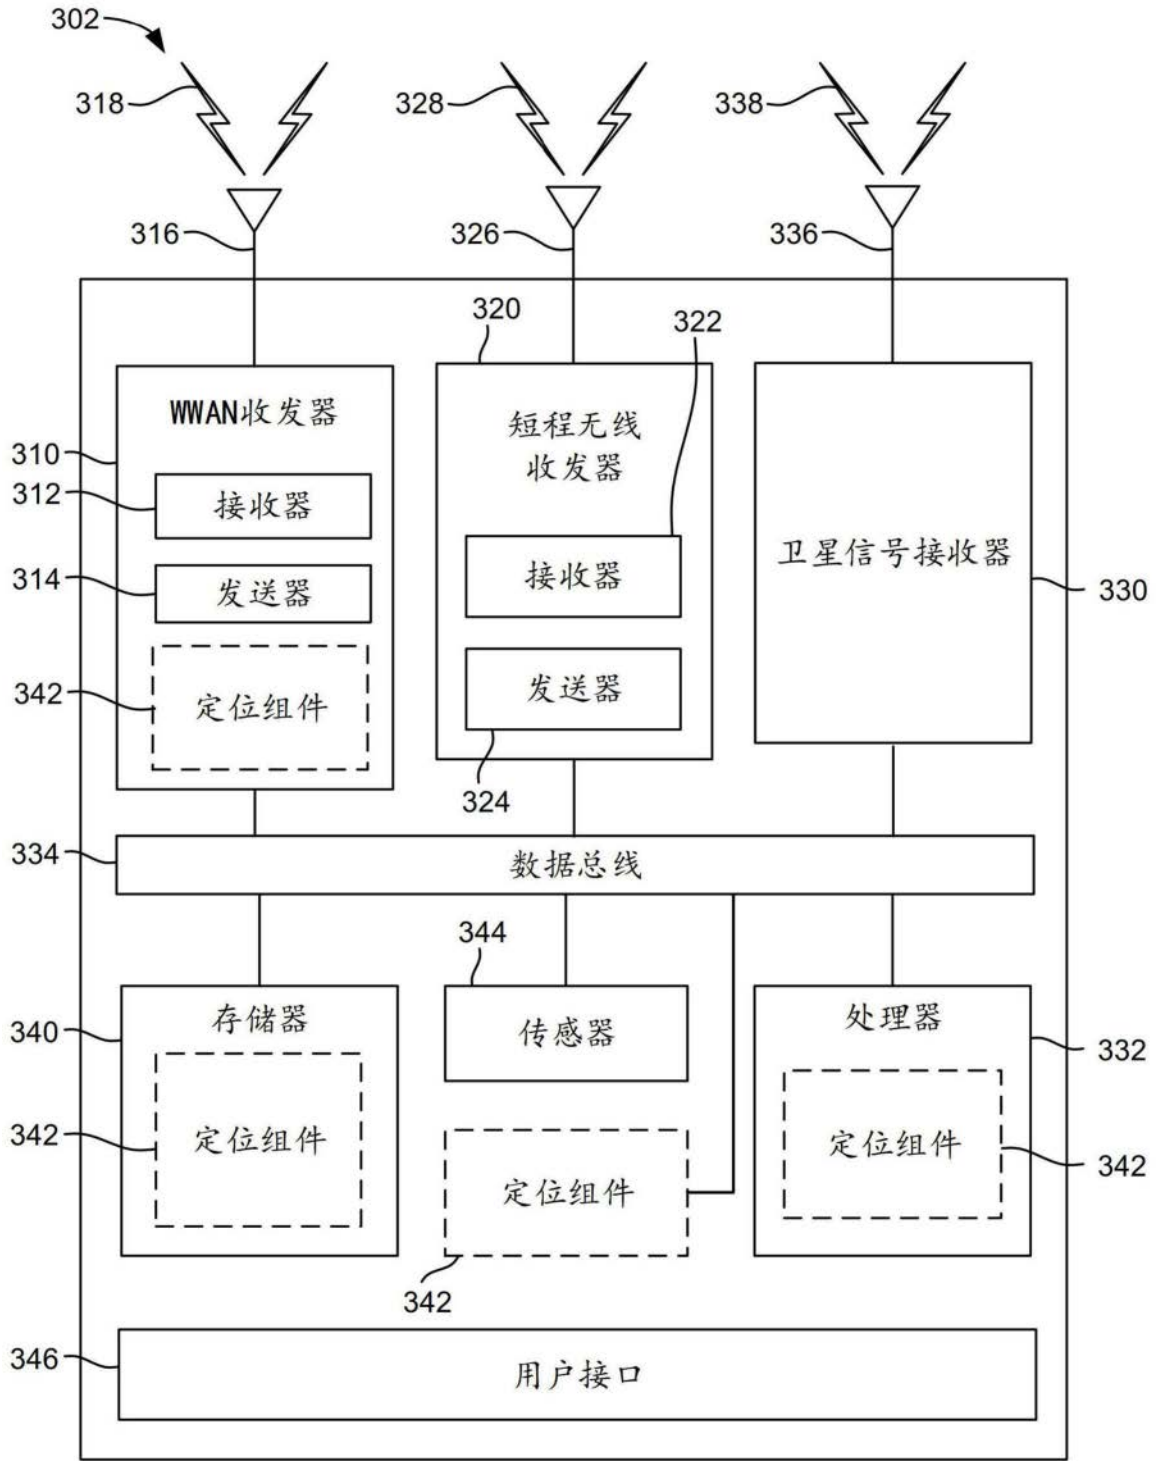 302
318
328
338
316
326
336
320
322
WWAN收发器
310
312
接收器
314
发送器
342
定位组件
短程无线
收发器
接收器
发送器
324
卫星信号接收器
330
334
数据总线
344
340
存储器
342
定位组件
传感器
定位组件
342
处理器
332
定位组件
342
346
用户接口